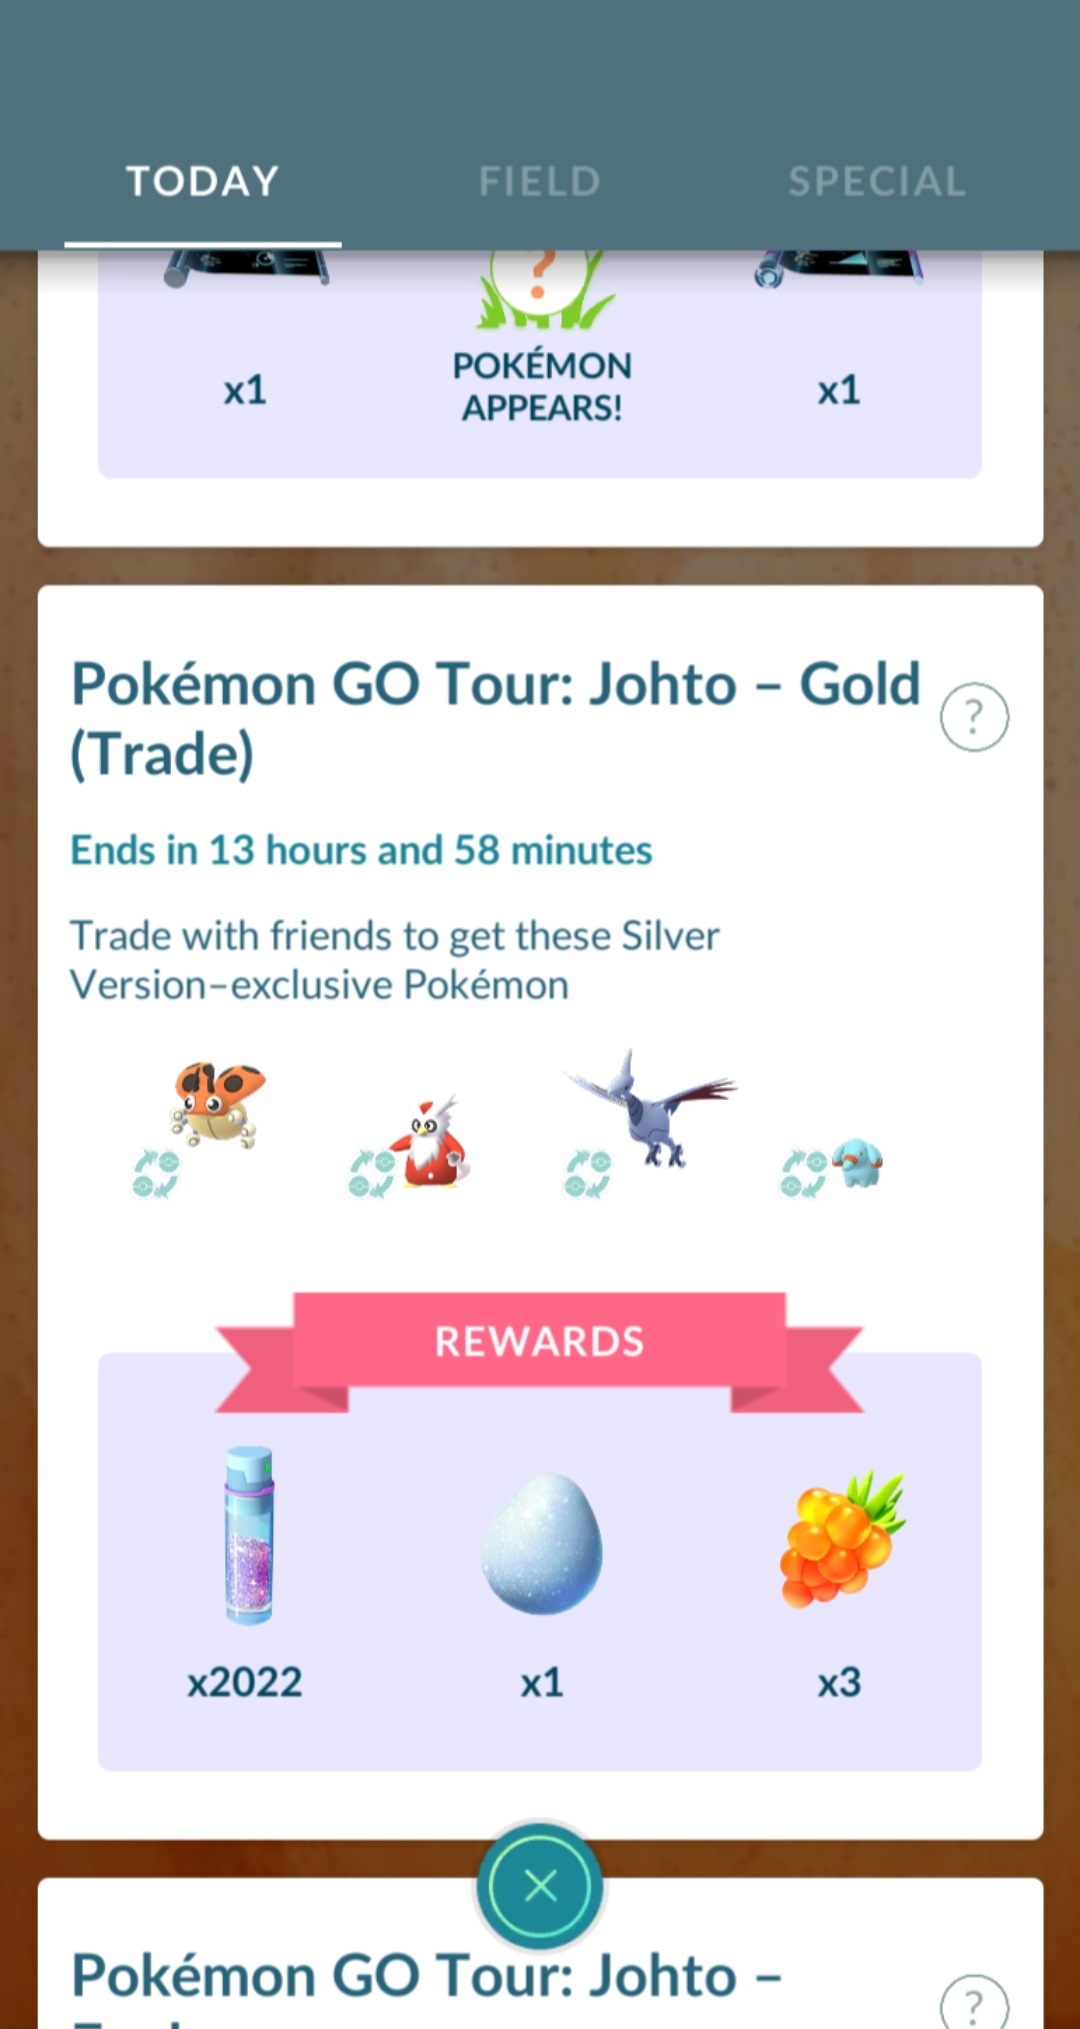 TODAY FIELD SPECIAL
POKÉMON
APPEARS!
x1
x1
Pokémon GO Tour: Johto – Gold
(Trade)
?
Ends in 13 hours and 58 minutes
Trade with friends to get these Silver
Version–exclusive Pokémon
REWARDS
x2022 x1 x3
Pokémon GO Tour: Johto –
?